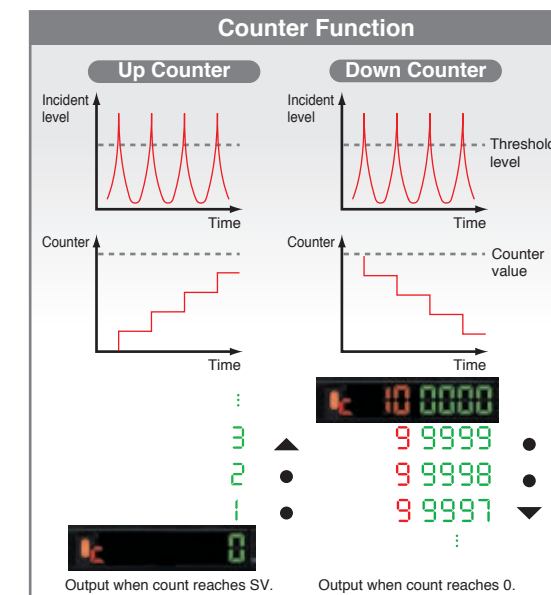 Counter Function
Up Counter
Down Counter
Incident
level
Time
Incident
level
Threshold
level
Time
Counter
Time
Counter
Counter
value
Time
C 10 0000
3
2
1
C 0
9 9999
9 9998
9 9997
Output when count reaches SV.
Output when count reaches 0.